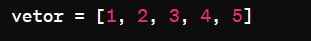 vetor = [1, 2, 3, 4, 5]